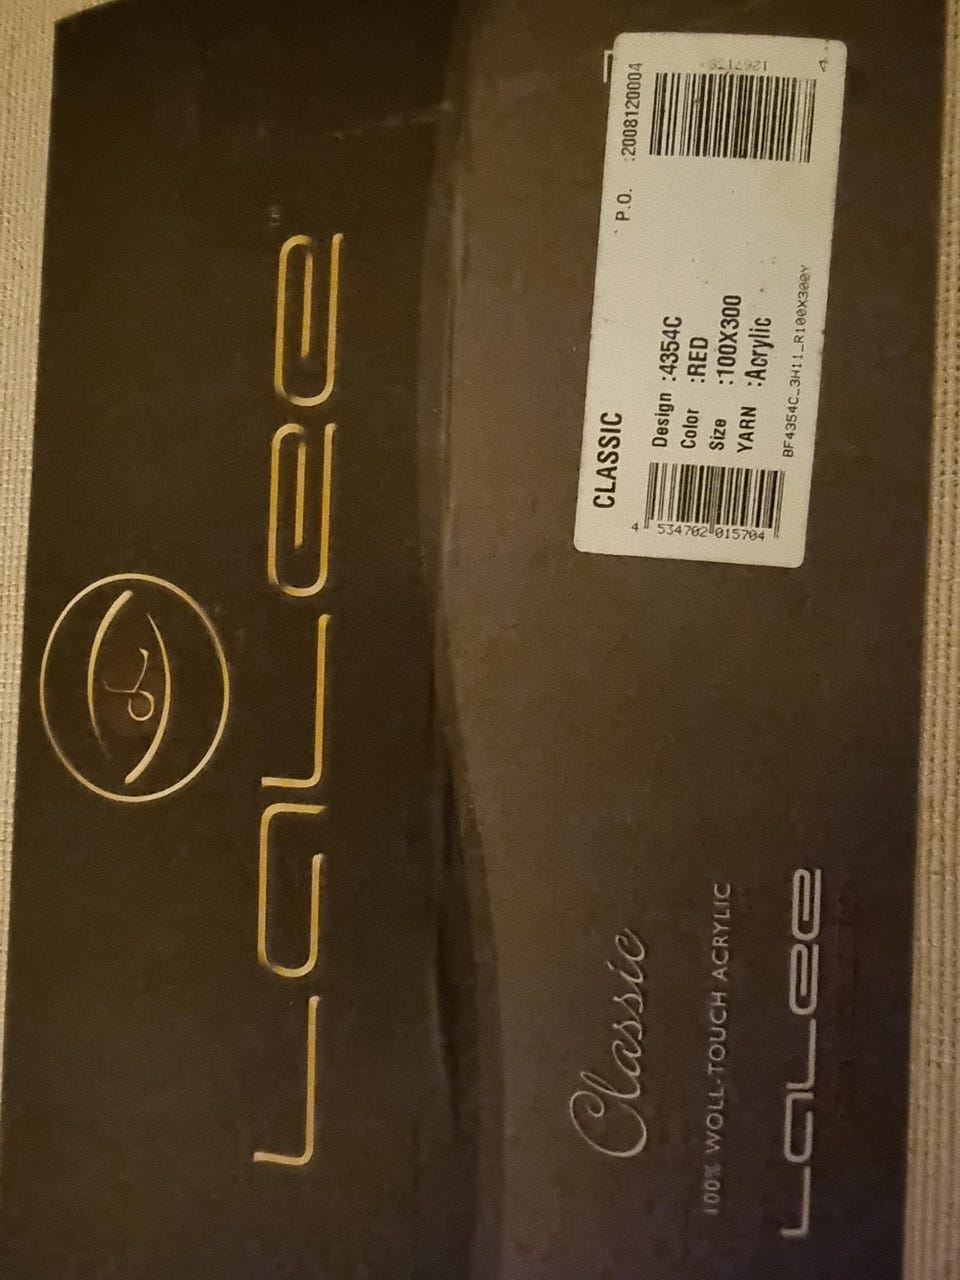 LALEE
CLASSIC
P.O. :2008120004
Design :4354C
Color :RED
Size :100X300
YARN :Acrylic
4 534702 015704
BF4354C_3H11_R100X300Y
Classic
100% WOLL-TOUCH ACRYLIC
LALEE